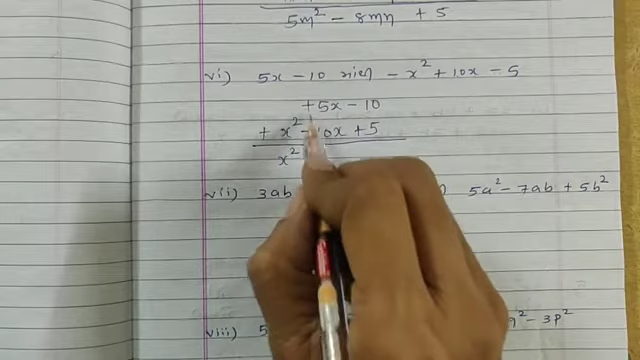 5m² - 8mn + 5
vi) 5x - 10 - x² + 10x - 5
+5x - 10
+ x² - 10x + 5
x²
vii) 3ab 5a² - 7ab + 5b²
viii) 5 - 3p²